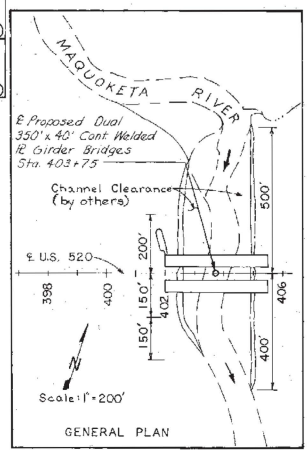 MAQUOKETA RIVER
℄ Proposed Dual
350' x 40' Cont. Welded
℔ Girder Bridges
Sta. 403+75
Channel Clearance
(by others)
500'
200'
℄ U.S. 520
398
400
402
406
150'
150'
400'
N
Scale: 1"=200'
GENERAL PLAN